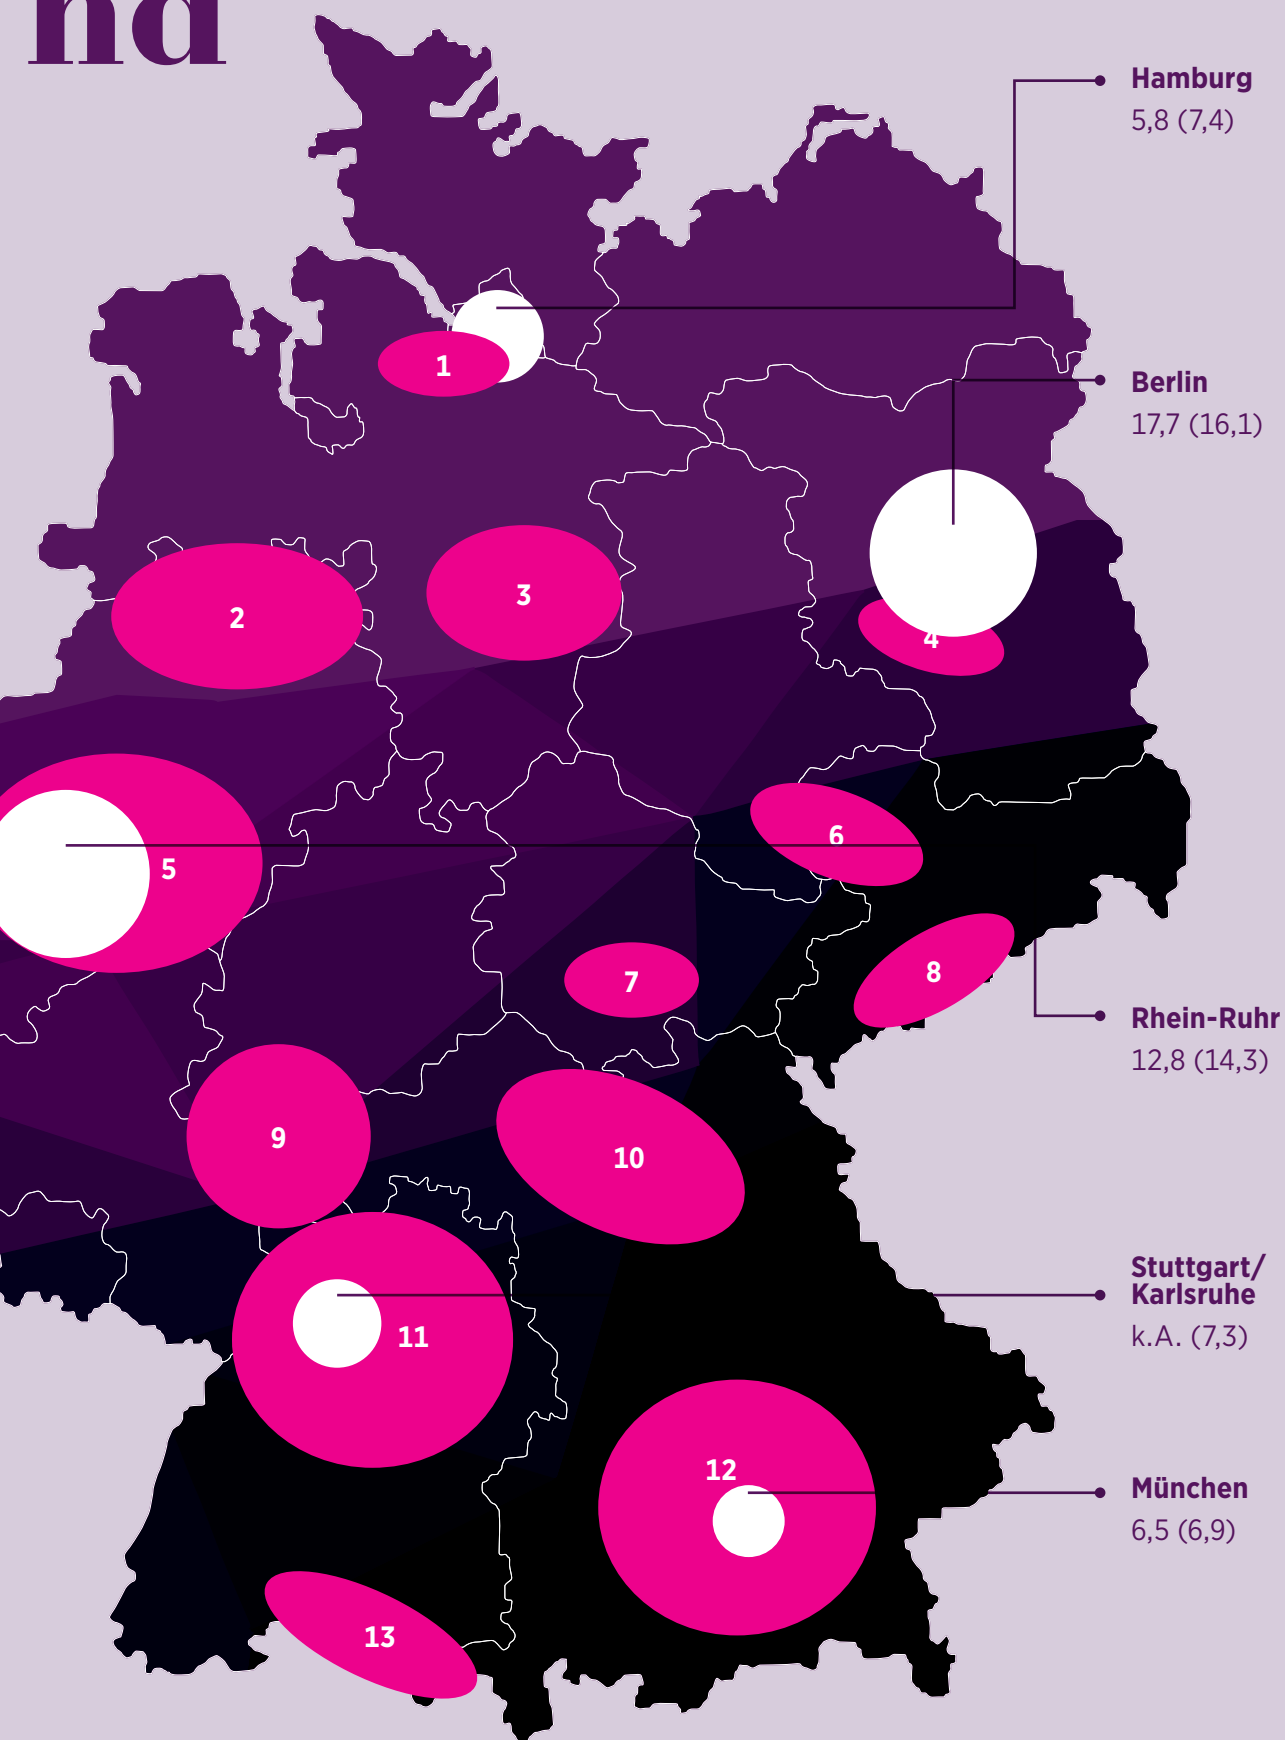 nd
Hamburg
5,8 (7,4)
1
Berlin
17,7 (16,1)
2
3
4
5
6
7
8
Rhein-Ruhr
12,8 (14,3)
9
10
Stuttgart/
Karlsruhe
k.A. (7,3)
11
12
München
6,5 (6,9)
13